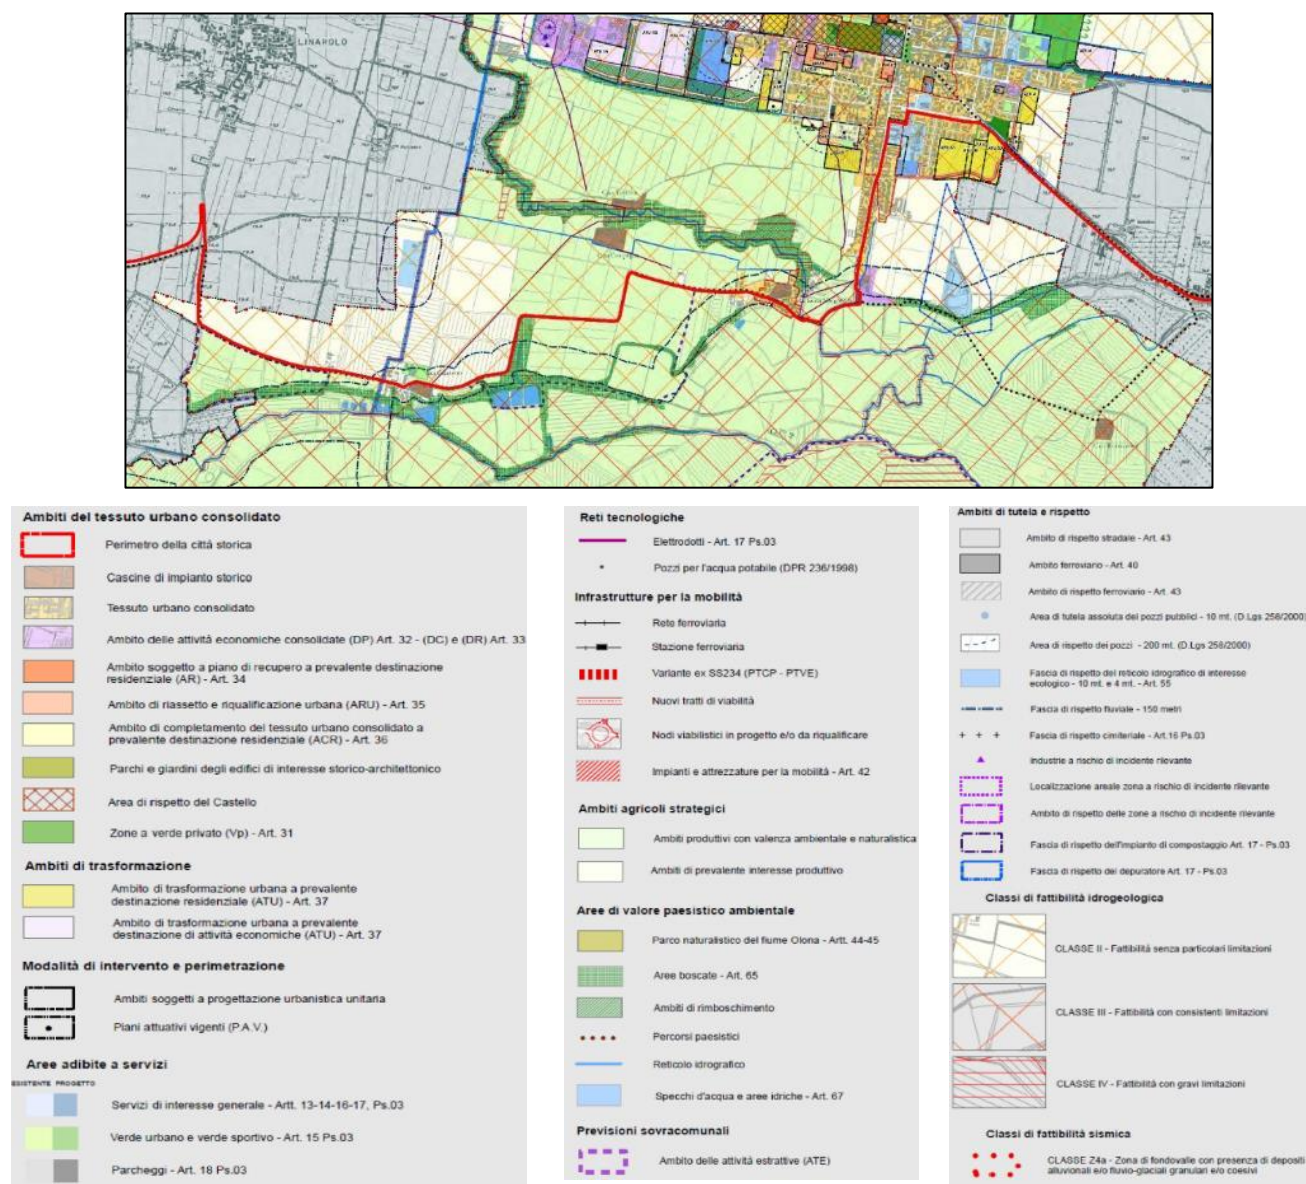 LINAROLO
Ambiti del tessuto urbano consolidato
Perimetro della città storica
Cascine di impianto storico
Tessuto urbano consolidato
Ambito delle attività economiche consolidate (DP) Art. 32 - (DC) e (DR) Art. 33
Ambito soggetto a piano di recupero a prevalente destinazione
residenziale (AR) - Art. 34
Ambito di riassetto e riqualificazione urbana (ARU) - Art. 35
Ambito di completamento del tessuto urbano consolidato a
prevalente destinazione residenziale (ACR) - Art. 36
Parchi e giardini degli edifici di interesse storico-architettonico
Area di rispetto del Castello
Zone a verde privato (Vp) - Art. 31
Ambiti di trasformazione
Ambito di trasformazione urbana a prevalente
destinazione residenziale (ATU) - Art. 37
Ambito di trasformazione urbana a prevalente
destinazione di attività economiche (ATU) - Art. 37
Modalità di intervento e perimetrazione
Ambiti soggetti a progettazione urbanistica unitaria
Piani attuativi vigenti (P.A.V.)
Aree adibite a servizi
ESISTENTE PROGETTO
Servizi di interesse generale - Artt. 13-14-16-17, Ps.03
Verde urbano e verde sportivo - Art. 15 Ps.03
Parcheggi - Art. 18 Ps.03
Reti tecnologiche
Elettrodotti - Art. 17 Ps.03
Pozzi per l'acqua potabile (DPR 236/1998)
Infrastrutture per la mobilità
Rete ferroviaria
Stazione ferroviaria
Variante ex SS234 (PTCP - PTVE)
Nuovi tratti di viabilità
Nodi viabilistici in progetto e/o da riqualificare
Impianti e attrezzature per la mobilità - Art. 42
Ambiti agricoli strategici
Ambiti produttivi con valenza ambientale e naturalistica
Ambiti di prevalente interesse produttivo
Aree di valore paesistico ambientale
Parco naturalistico del fiume Olona - Artt. 44-45
Aree boscate - Art. 65
Ambiti di rimboschimento
Percorsi paesistici
Reticolo idrografico
Specchi d'acqua e aree idriche - Art. 67
Previsioni sovracomunali
Ambito delle attività estrattive (ATE)
Ambiti di tutela e rispetto
Ambito di rispetto stradale - Art. 43
Ambito ferroviario - Art. 40
Ambito di rispetto ferroviario - Art. 43
Area di tutela assoluta dei pozzi pubblici - 10 mt. (D.Lgs 258/2000)
Area di rispetto dei pozzi - 200 mt. (D.Lgs 258/2000)
Fascia di rispetto del reticolo idrografico di interesse
ecologico - 10 mt. e 4 mt. - Art. 55
Fascia di rispetto fluviale - 150 metri
Fascia di rispetto cimiteriale - Art.16 Ps.03
Industrie a rischio di incidente rilevante
Localizzazione areale zona a rischio di incidente rilevante
Ambito di rispetto delle zone a rischio di incidente rilevante
Fascia di rispetto dell'impianto di compostaggio Art. 17 - Ps.03
Fascia di rispetto del depuratore Art. 17 - Ps.03
Classi di fattibilità idrogeologica
CLASSE II - Fattibilità senza particolari limitazioni
CLASSE III - Fattibilità con consistenti limitazioni
CLASSE IV - Fattibilità con gravi limitazioni
Classi di fattibilità sismica
CLASSE Z4a - Zona di fondovalle con presenza di depositi
alluvionali e/o fluvio-glaciali granulari e/o coesivi